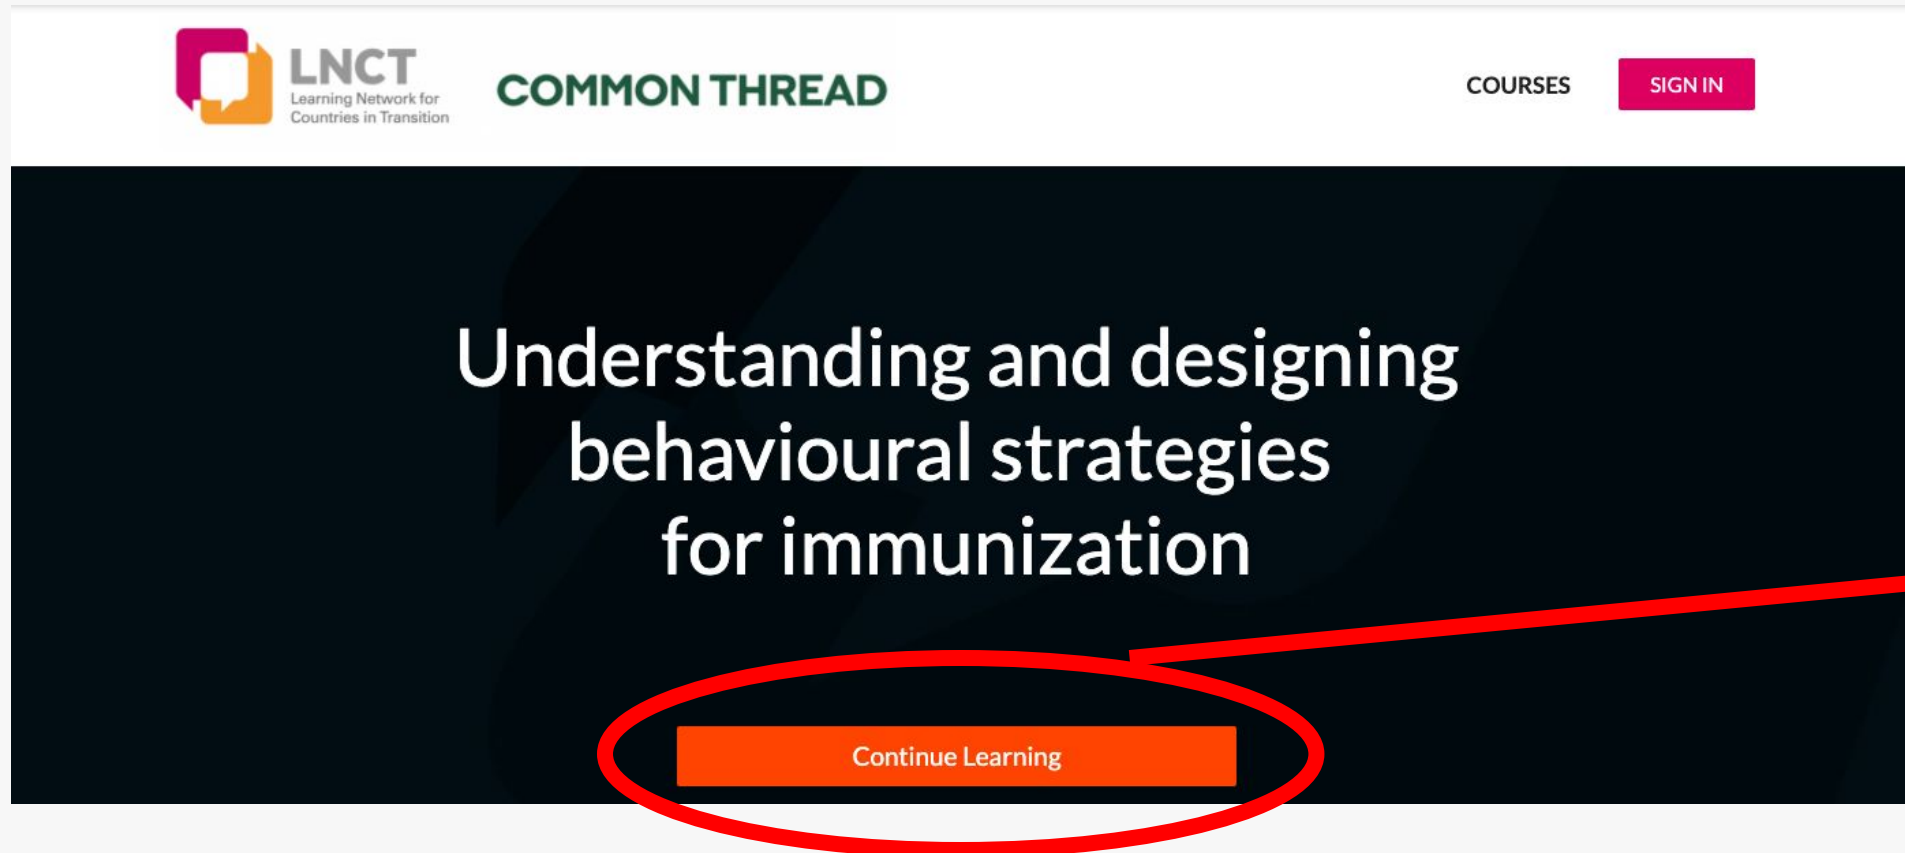 LNCT
Learning Network for
Countries in Transition
COMMON THREAD
COURSES
SIGN IN
Understanding and designing
behavioural strategies
for immunization
Continue Learning